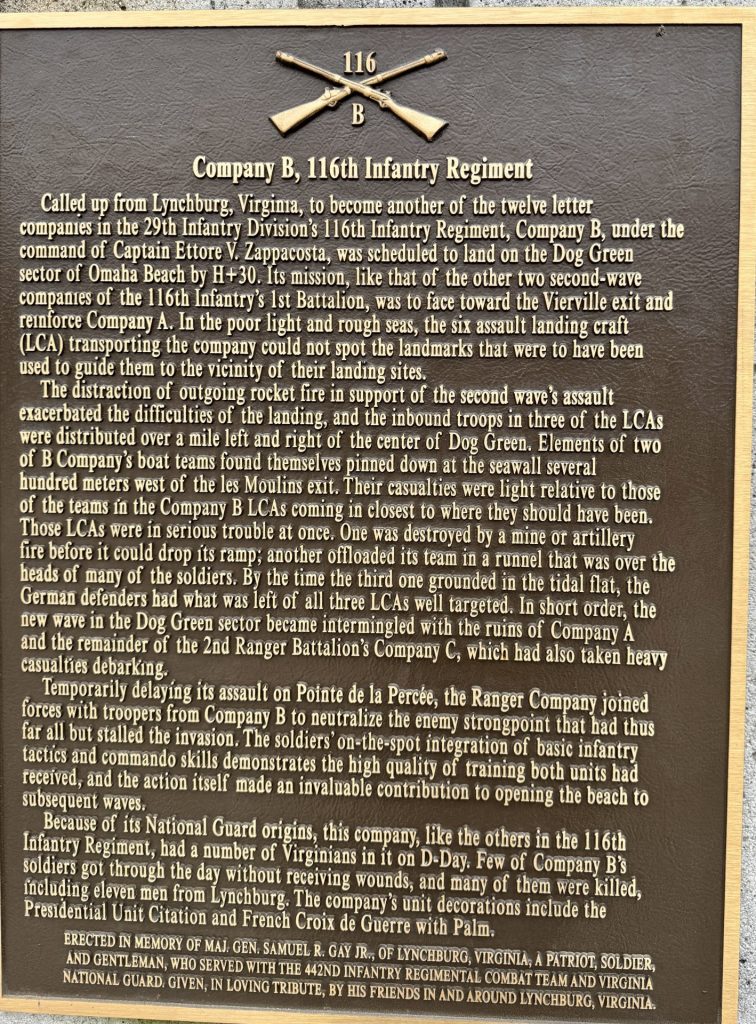 116
B
Company B, 116th Infantry Regiment
Called up from Lynchburg, Virginia, to become another of the twelve letter
companies in the 29th Infantry Division's 116th Infantry Regiment, Company B, under the
command of Captain Ettore V. Zappacosta, was scheduled to land on the Dog Green
sector of Omaha Beach by H+30. Its mission, like that of the other two second-wave
companies of the 116th Infantry's 1st Battalion, was to face toward the Vierville exit and
reinforce Company A. In the poor light and rough seas, the six assault landing craft
(LCA) transporting the company could not spot the landmarks that were to have been
used to guide them to the vicinity of their landing sites.
The distraction of outgoing rocket fire in support of the second wave's assault
exacerbated the difficulties of the landing, and the inbound troops in three of the LCAs
were distributed over a mile left and right of the center of Dog Green. Elements of two
of B Company's boat teams found themselves pinned down at the seawall several
hundred meters west of the les Moulins exit. Their casualties were light relative to those
of the teams in the Company B LCAs coming in closest to where they should have been.
Those LCAs were in serious trouble at once. One was destroyed by a mine or artillery
fire before it could drop its ramp; another offloaded its team in a runnel that was over the
heads of many of the soldiers. By the time the third one grounded in the tidal flat, the
German defenders had what was left of all three LCAs well targeted. In short order, the
new wave in the Dog Green sector became intermingled with the ruins of Company A
and the remainder of the 2nd Ranger Battalion's Company C, which had also taken heavy
casualties debarking.
Temporarily delaying its assault on Pointe de la Percée, the Ranger Company joined
forces with troopers from Company B to neutralize the enemy strongpoint that had thus
far all but stalled the invasion. The soldiers' on-the-spot integration of basic infantry
tactics and commando skills demonstrates the high quality of training both units had
received, and the action itself made an invaluable contribution to opening the beach to
subsequent waves.
Because of its National Guard origins, this company, like the others in the 116th
Infantry Regiment, had a number of Virginians in it on D-Day. Few of Company B's
soldiers got through the day without receiving wounds, and many of them were killed,
including eleven men from Lynchburg. The company's unit decorations include the
Presidential Unit Citation and French Croix de Guerre with Palm.
ERECTED IN MEMORY OF MAJ. GEN. SAMUEL R. GAY JR., OF LYNCHBURG, VIRGINIA, A PATRIOT, SOLDIER,
AND GENTLEMAN, WHO SERVED WITH THE 442ND INFANTRY REGIMENTAL COMBAT TEAM AND VIRGINIA
NATIONAL GUARD. GIVEN, IN LOVING TRIBUTE, BY HIS FRIENDS IN AND AROUND LYNCHBURG, VIRGINIA.